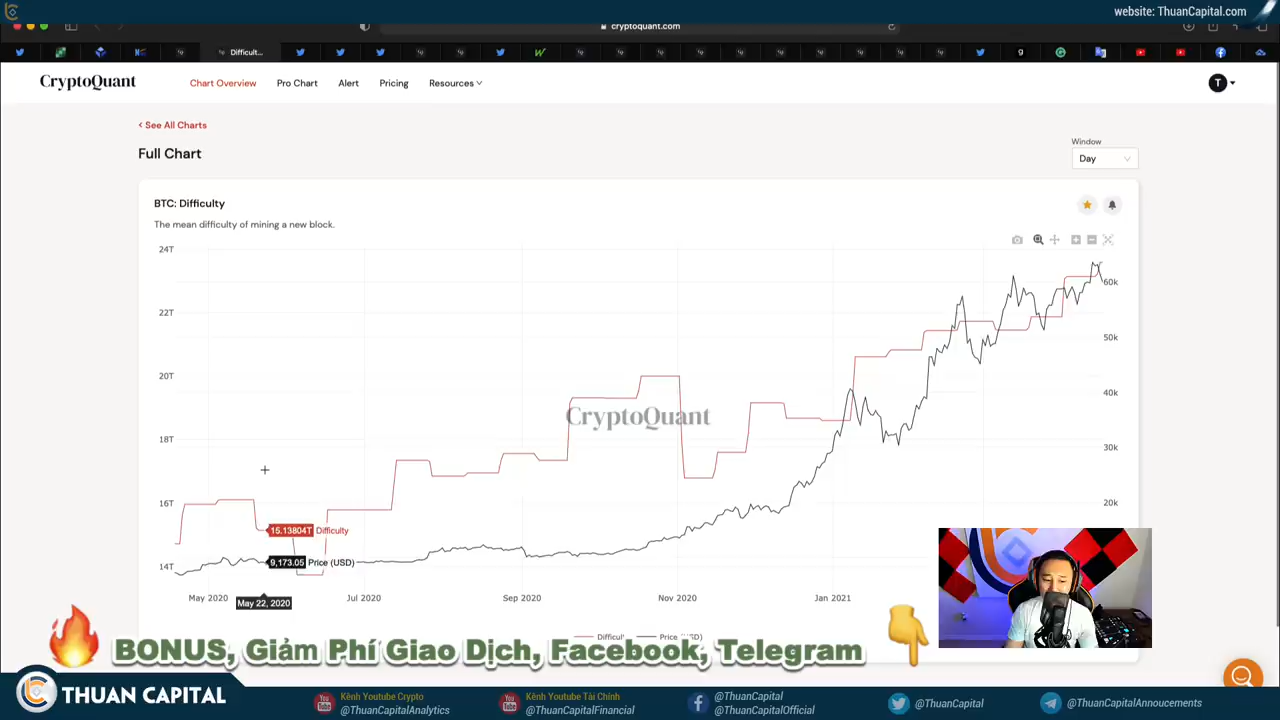 website: ThuanCapital.com
cryptoquant.com
Difficult...
CryptoQuant
Chart Overview
Pro Chart
Alert
Pricing
Resources
T
< See All Charts
Full Chart
Window
Day
BTC: Difficulty
The mean difficulty of mining a new block.
24T
22T
20T
18T
16T
14T
60k
50k
40k
30k
20k
CryptoQuant
15.13804T Difficulty
9,173.05 Price (USD)
May 2020
Jul 2020
Sep 2020
Nov 2020
Jan 2021
May 22, 2020
BONUS, Giảm Phí Giao Dịch, Facebook, Telegram
THUAN CAPITAL
Kênh Youtube Crypto
@ThuanCapitalAnalytics
Kênh Youtube Tài Chính
@ThuanCapitalFinancial
@ThuanCapital
@ThuanCapitalOfficial
@ThuanCapital
@ThuanCapitalAnnoucements